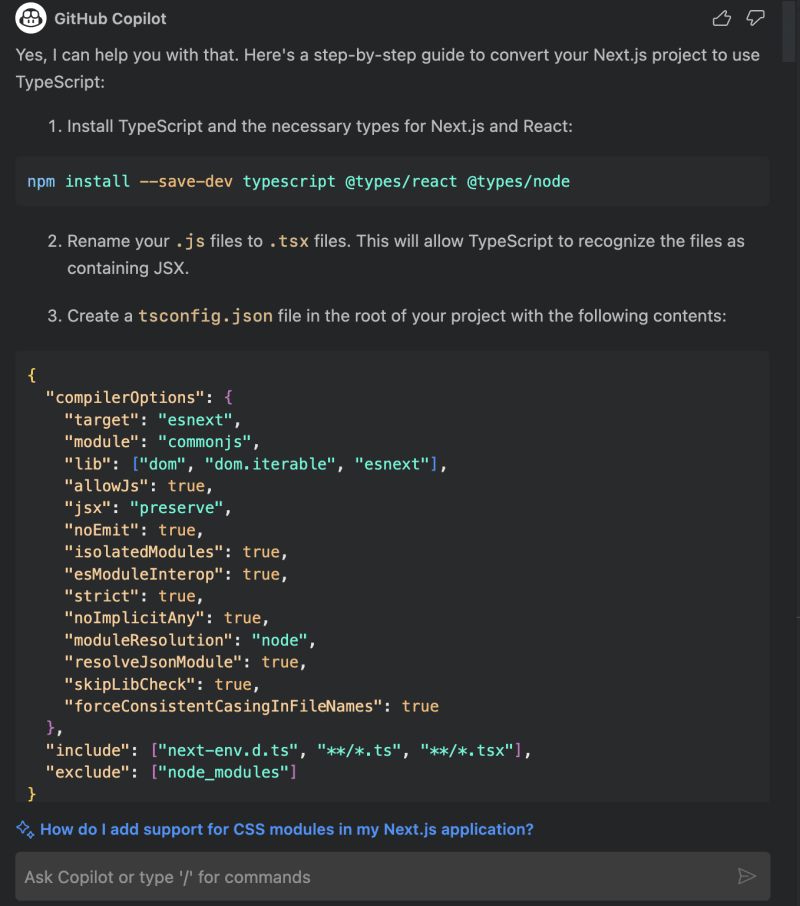 GitHub Copilot
Yes, I can help you with that. Here's a step-by-step guide to convert your Next.js project to use
TypeScript:
1. Install TypeScript and the necessary types for Next.js and React:
npm install --save-dev typescript @types/react @types/node
2. Rename your .js files to .tsx files. This will allow TypeScript to recognize the files as
containing JSX.
3. Create a tsconfig.json file in the root of your project with the following contents:
{
  "compilerOptions": {
    "target": "esnext",
    "module": "commonjs",
    "lib": ["dom", "dom.iterable", "esnext"],
    "allowJs": true,
    "jsx": "preserve",
    "noEmit": true,
    "isolatedModules": true,
    "esModuleInterop": true,
    "strict": true,
    "noImplicitAny": true,
    "moduleResolution": "node",
    "resolveJsonModule": true,
    "skipLibCheck": true,
    "forceConsistentCasingInFileNames": true
  },
  "include": ["next-env.d.ts", "**/*.ts", "**/*.tsx"],
  "exclude": ["node_modules"]
}
How do I add support for CSS modules in my Next.js application?
Ask Copilot or type '/' for commands